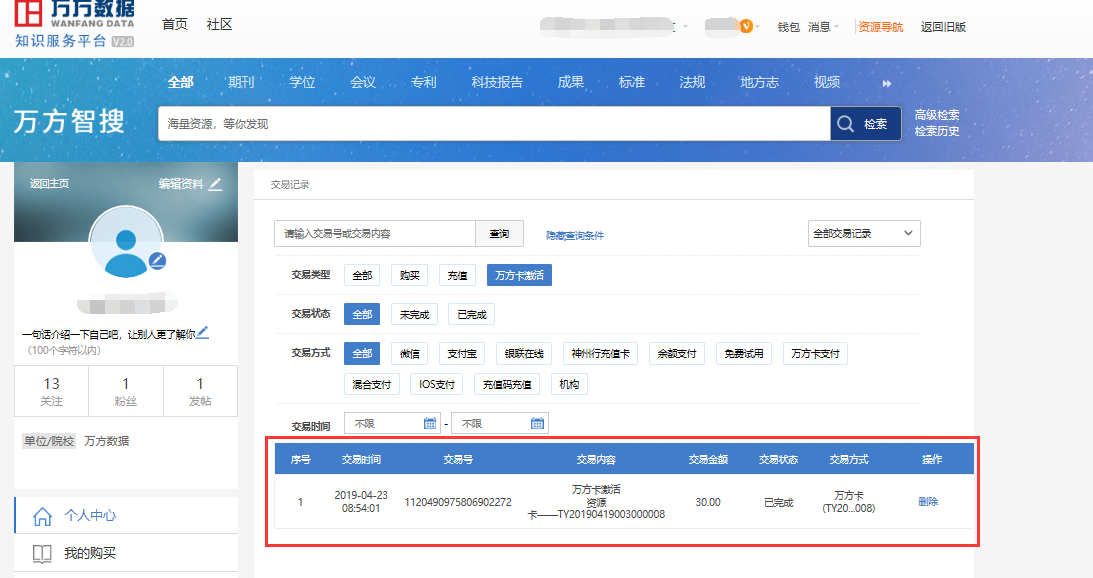 万方数据
WANFANG DATA
知识服务平台 V2.0
首页 社区
钱包 消息 资源导航 返回旧版
全部 期刊 学位 会议 专利 科技报告 成果 标准 法规 地方志 视频
万方智搜
海量资源，等你发现
检索
高级检索
检索历史
返回主页 编辑资料
一句话介绍一下自己吧，让别人更了解你
(100个字符以内)
13 1 1
关注 粉丝 发帖
单位/院校 万方数据
个人中心
我的购买
交易记录
请输入交易号或交易内容 查询 隐藏查询条件 全部交易记录
交易类型 全部 购买 充值 万方卡激活
交易状态 全部 未完成 已完成
交易方式 全部 微信 支付宝 银联在线 神州行充值卡 余额支付 免费试用 万方卡支付
混合支付 IOS支付 充值码充值 机构
交易时间 不限 - 不限
序号 交易时间 交易号 交易内容 交易金额 交易状态 交易方式 操作
1 2019-04-23 08:54:01 1120490975806902272 万方卡激活 资源卡——TY20190419003000008 30.00 已完成 万方卡 (TY20...008) 删除